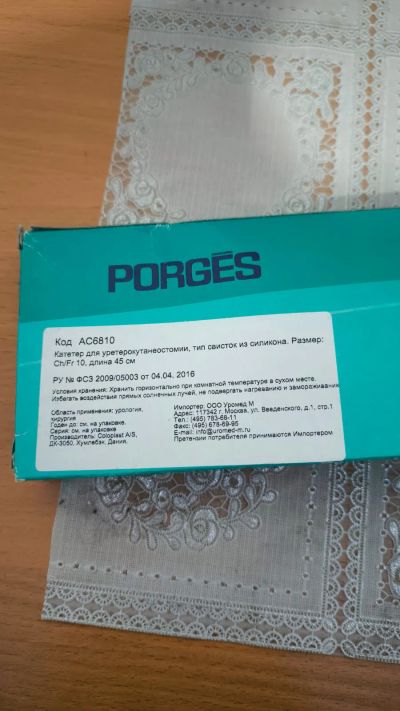 PORGĒS
Код АС6810
Катетер для уретерокутанеостомии, тип свисток из силикона. Размер:
Ch/Fr 10, длина 45 см
РУ № ФСЗ 2009/05003 от 04.04. 2016
Условия хранения: Хранить горизонтально при комнатной температуре в сухом месте.
Избегать воздействия прямых солнечных лучей, не подвергать нагреванию и замораживанию
Область применения: урология,
хирургия
Годен до: см. на упаковке.
Серия: см. на упаковке
Производитель: Coloplast A/S,
ДК-3050, Хумлебэк, Дания.
Импортер: ООО Уромед М
Адрес: 117342 г. Москва, ул. Введенского, д.1, стр.1
Тел.: (495) 783-68-11
Факс: (495) 678-69-95
E-mail: info@uromed-m.ru
Претензии потребителя принимаются Импортером